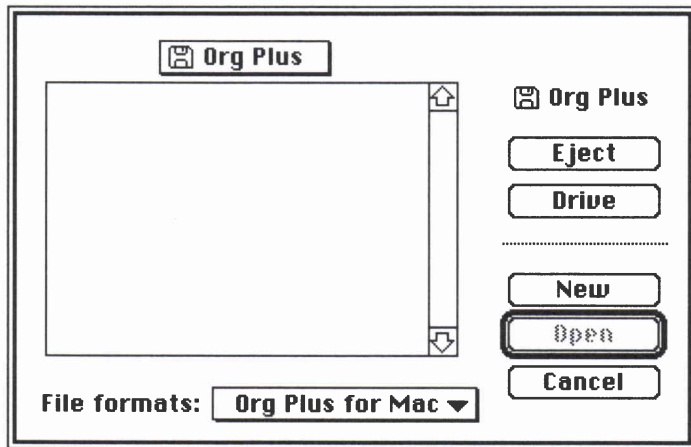 Org Plus
Org Plus
Eject
Drive
New
Open
Cancel
File formats: Org Plus for Mac